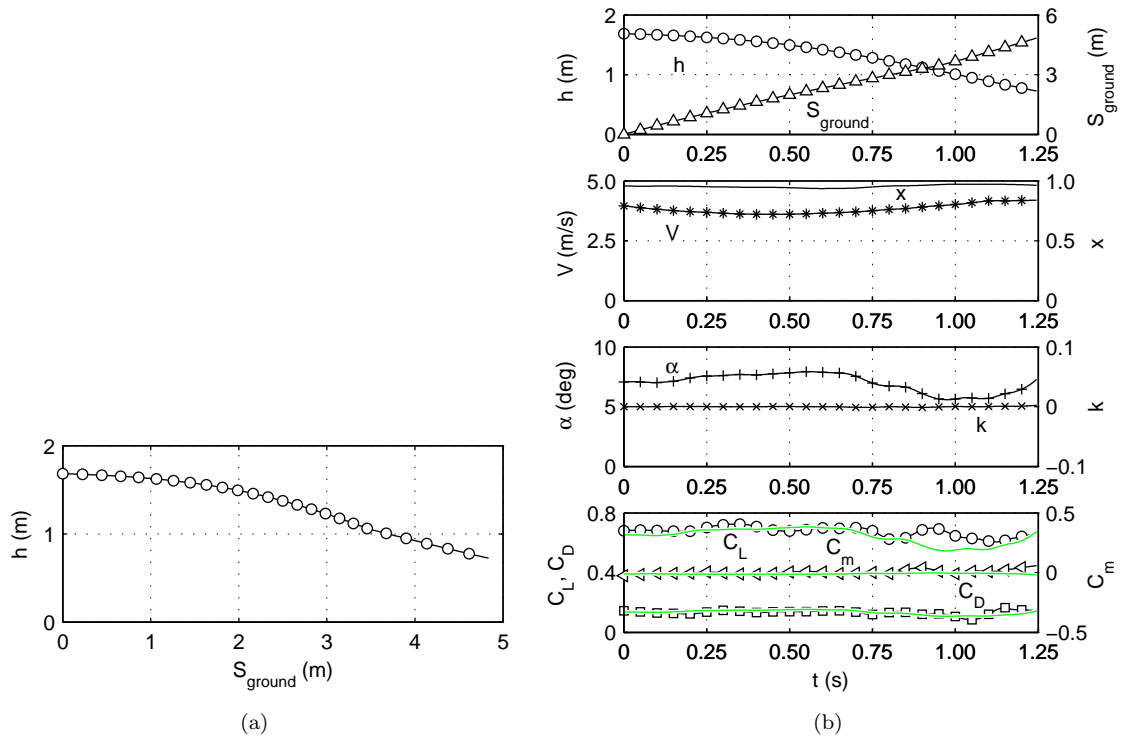 2
1
0
h (m)
0
1
2
3
4
5
S_ground (m)
(a)
2
1
0
h (m)
6
3
0
S_ground (m)
h
S_ground
0
0.25
0.50
0.75
1.00
1.25
5.0
2.5
0
V (m/s)
1.0
0.5
0
x
x
V
0
0.25
0.50
0.75
1.00
1.25
10
5
0
α (deg)
0.1
0
−0.1
k
α
k
0
0.25
0.50
0.75
1.00
1.25
0.8
0.4
0
C_L, C_D
0.5
0
−0.5
C_m
C_L
C_m
C_D
0
0.25
0.50
0.75
1.00
1.25
t (s)
(b)